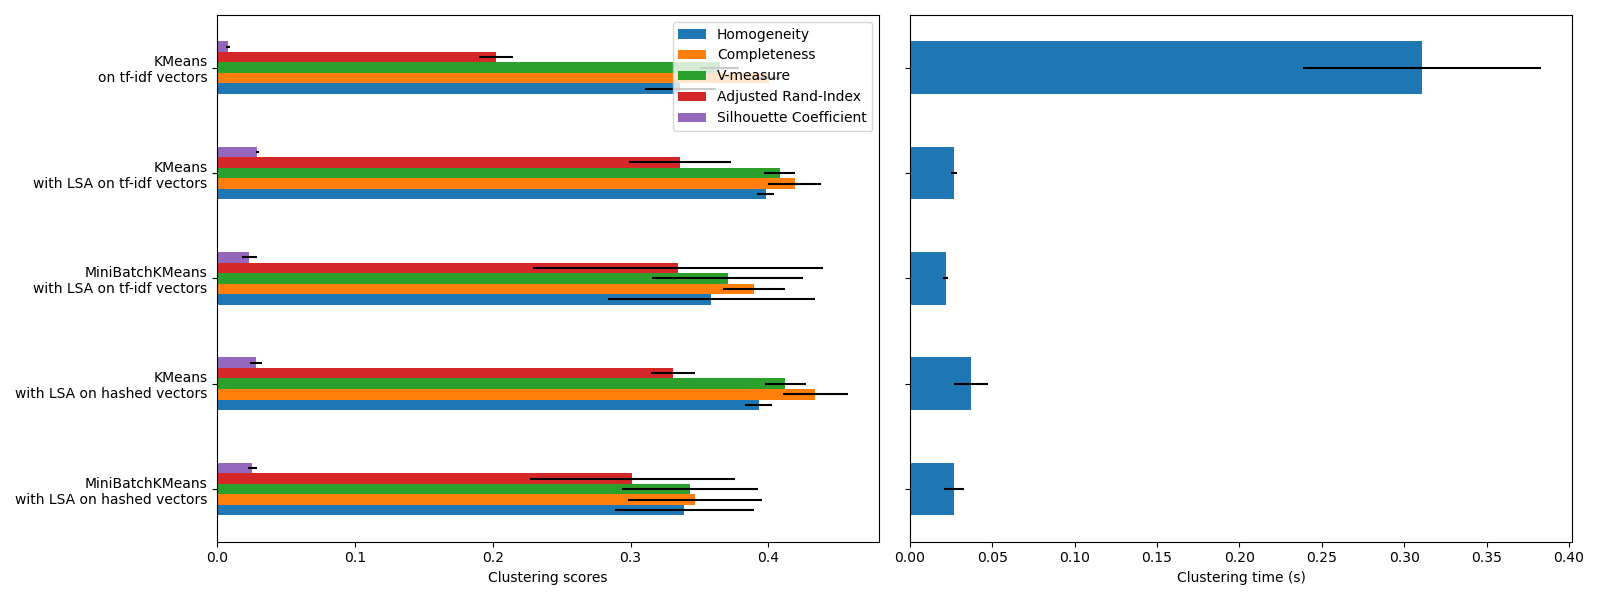 KMeans
on tf-idf vectors
KMeans
with LSA on tf-idf vectors
MiniBatchKMeans
with LSA on tf-idf vectors
KMeans
with LSA on hashed vectors
MiniBatchKMeans
with LSA on hashed vectors
Homogeneity
Completeness
V-measure
Adjusted Rand-Index
Silhouette Coefficient
0.0 0.1 0.2 0.3 0.4
Clustering scores
0.00 0.05 0.10 0.15 0.20 0.25 0.30 0.35 0.40
Clustering time (s)